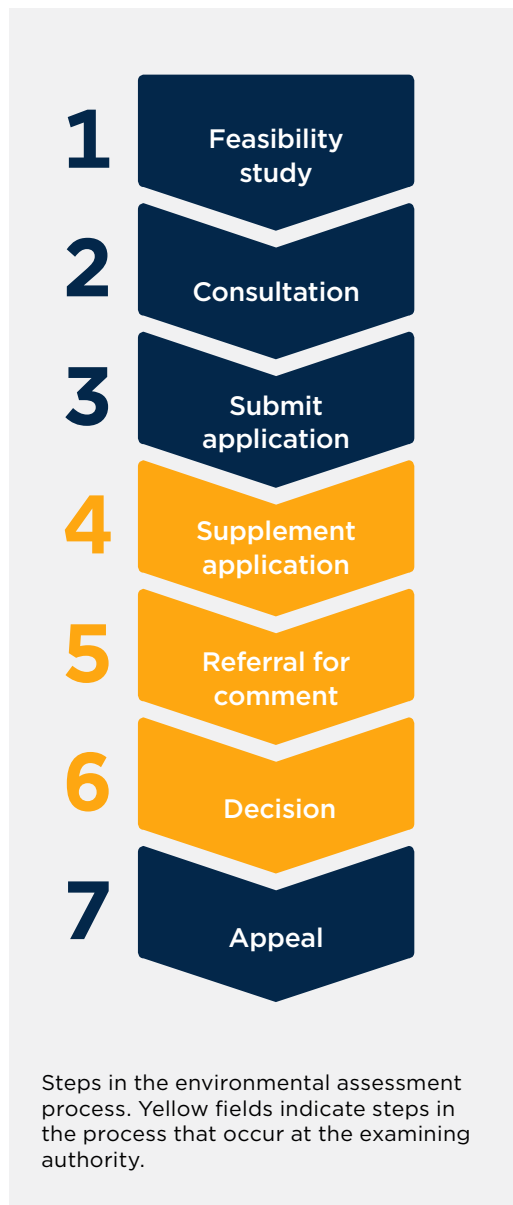 1
Feasibility
study
2
Consultation
3
Submit
application
4
Supplement
application
5
Referral for
comment
6
Decision
7
Appeal
Steps in the environmental assessment
process. Yellow fields indicate steps in
the process that occur at the examining
authority.